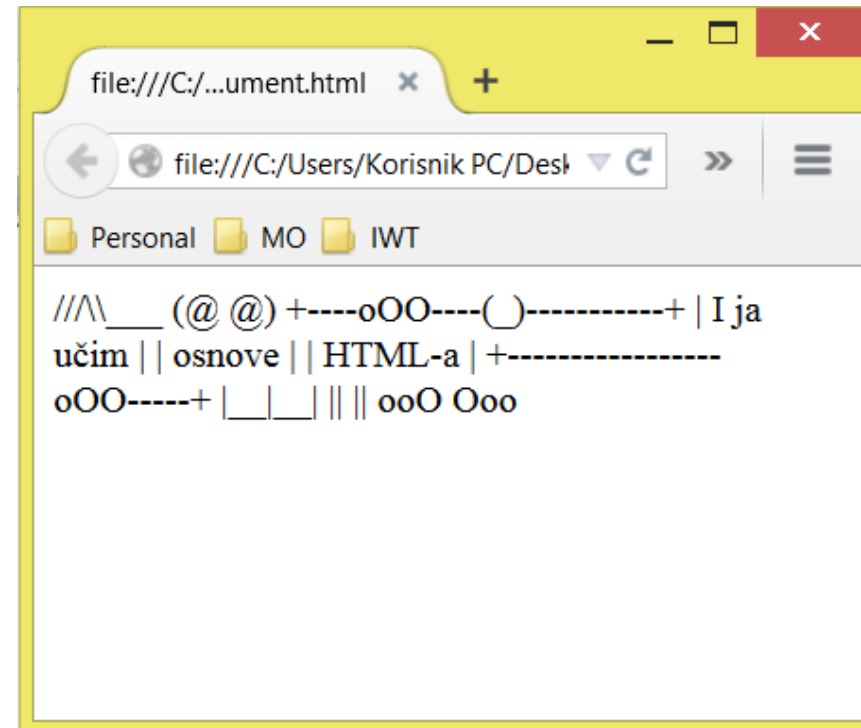 file:///C:/...ument.html
file:///C:/Users/Korisnik PC/Desk
Personal MO IWT
///\\\___ (@ @) +----oOO----(_)-----------+ | I ja
učim | | osnove | | HTML-a | +-----------------
oOO-----+ |__|__| || || ooO Ooo